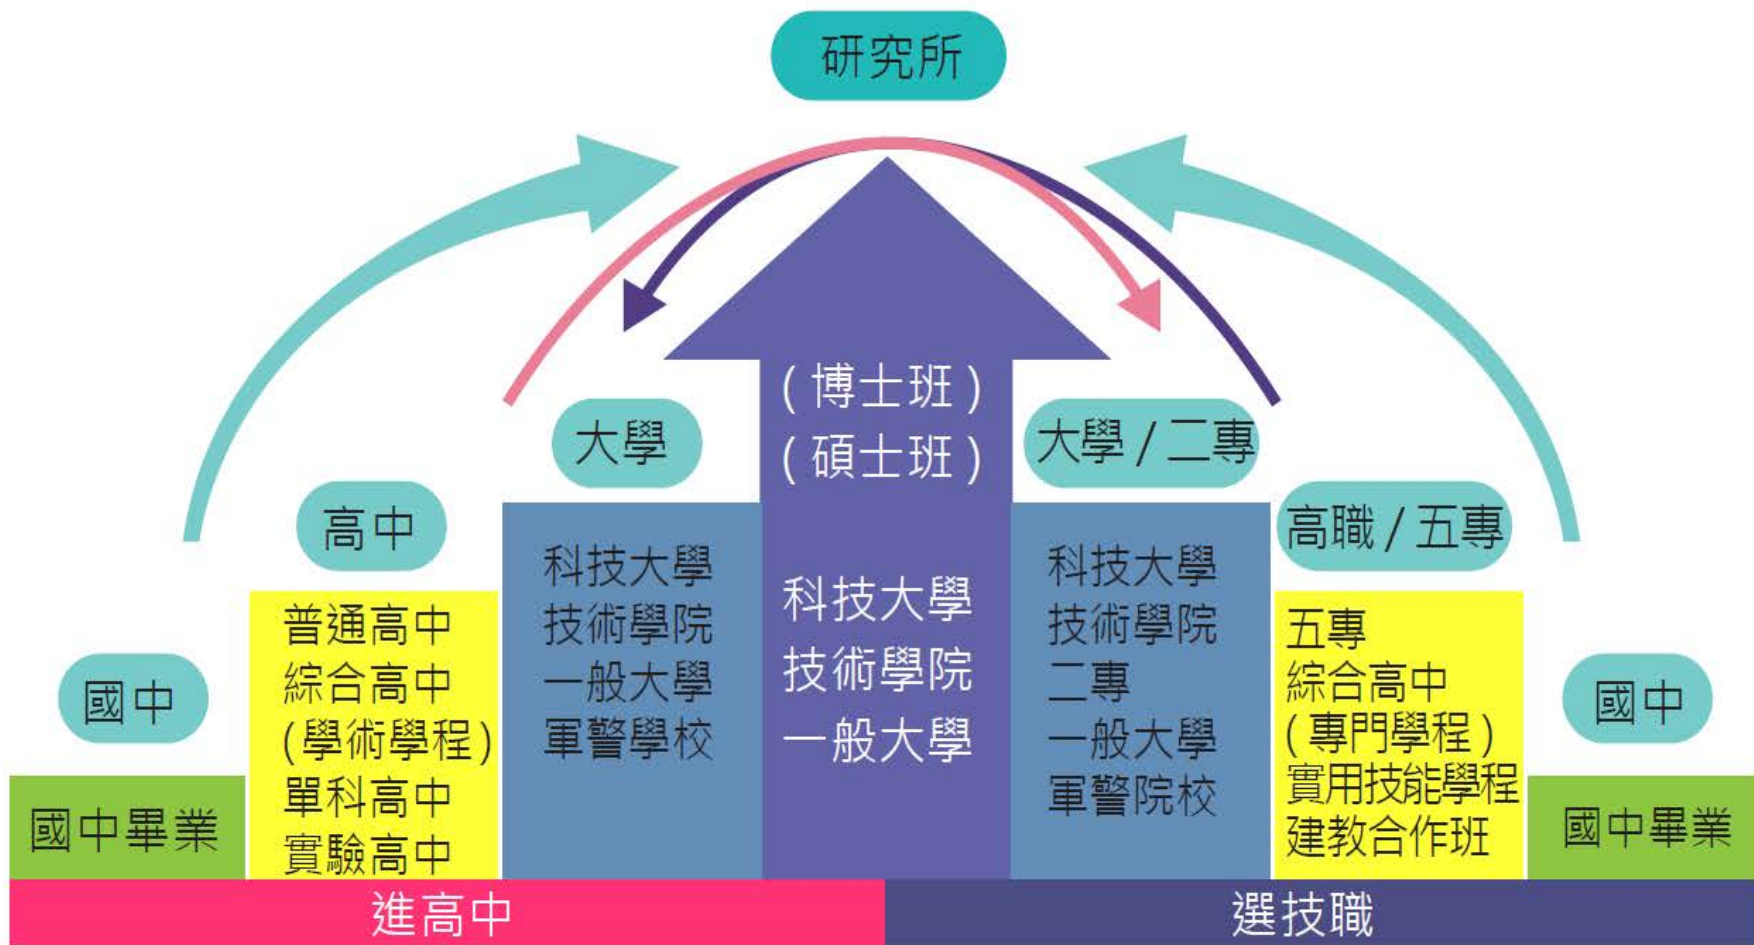 研究所
(博士班)
(碩士班)
科技大學
技術學院
一般大學
大學
科技大學
技術學院
一般大學
軍警學校
高中
普通高中
綜合高中
(學術學程)
單科高中
實驗高中
國中
國中畢業
進高中
大學/二專
科技大學
技術學院
二專
一般大學
軍警院校
高職/五專
五專
綜合高中
(專門學程)
實用技能學程
建教合作班
國中
國中畢業
選技職